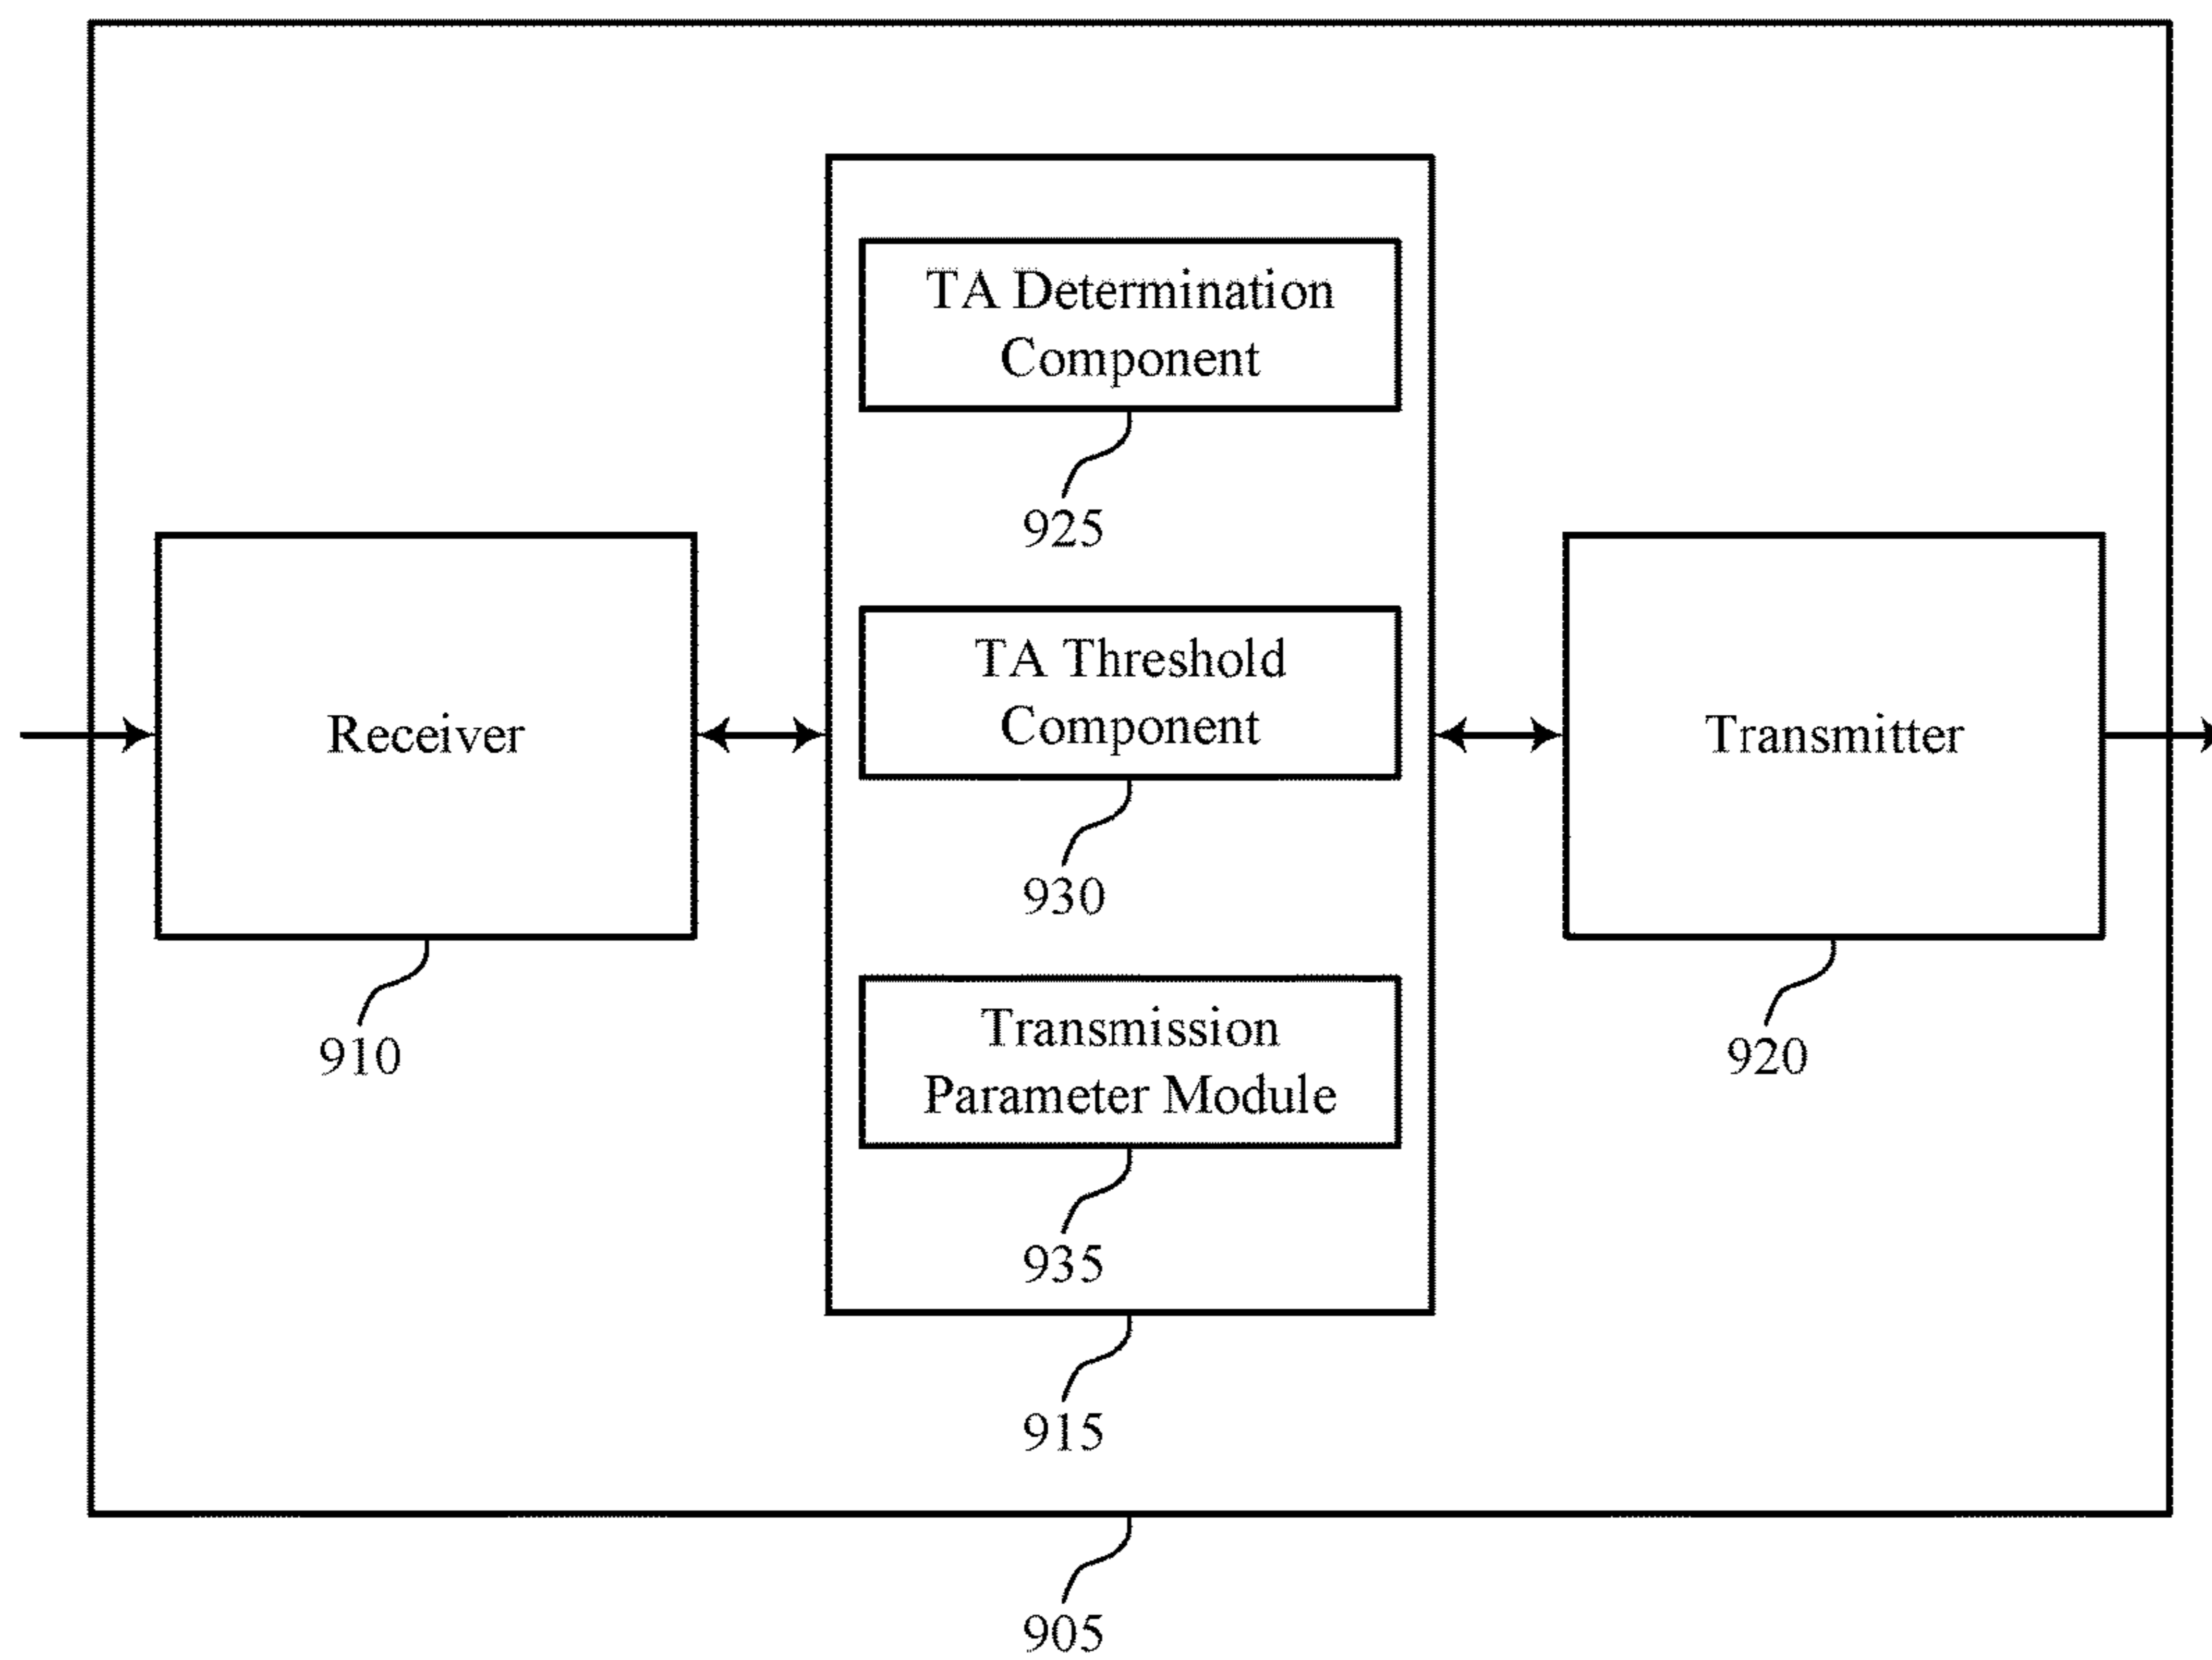 TA Determination
Component
925
TA Threshold
Component
930
Receiver
910
Transmitter
920
Transmission
Parameter Module
935
915
905